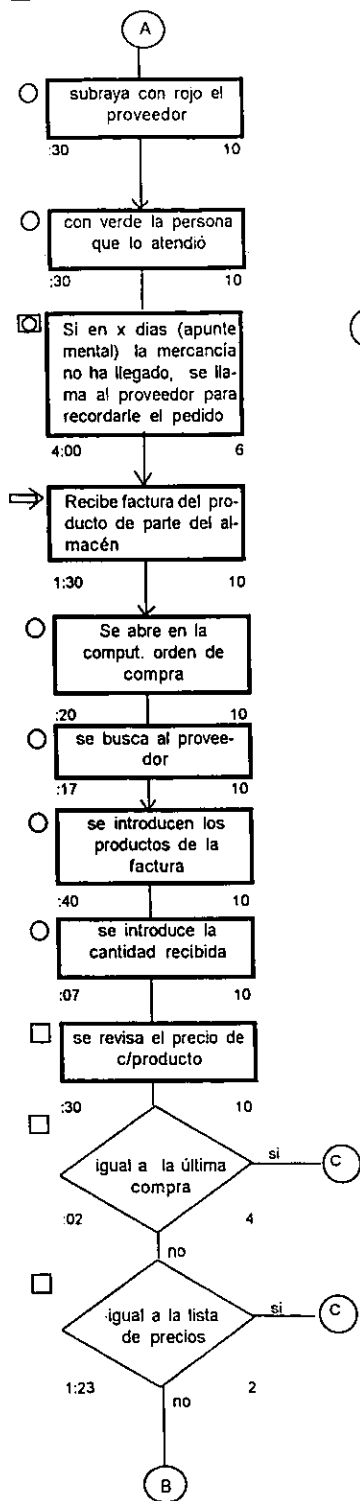 A
subraya con rojo el
proveedor
:30 10
con verde la persona
que lo atendió
:30 10
Si en x dias (apunte
mental) la mercancía
no ha llegado, se lla-
ma al proveedor para
recordarle el pedido
4:00 6
Recibe factura del pro-
ducto de parte del al-
macén
1:30 10
Se abre en la
comput. orden de
compra
:20 10
se busca al provee-
dor
:17 10
se introducen los
productos de la
factura
:40 10
se introduce la
cantidad recibida
:07 10
se revisa el precio de
c/producto
:30 10
igual a la última
compra
si
C
:02 4
no
igual a la lista
de precios
si
C
1:23 2
no
B